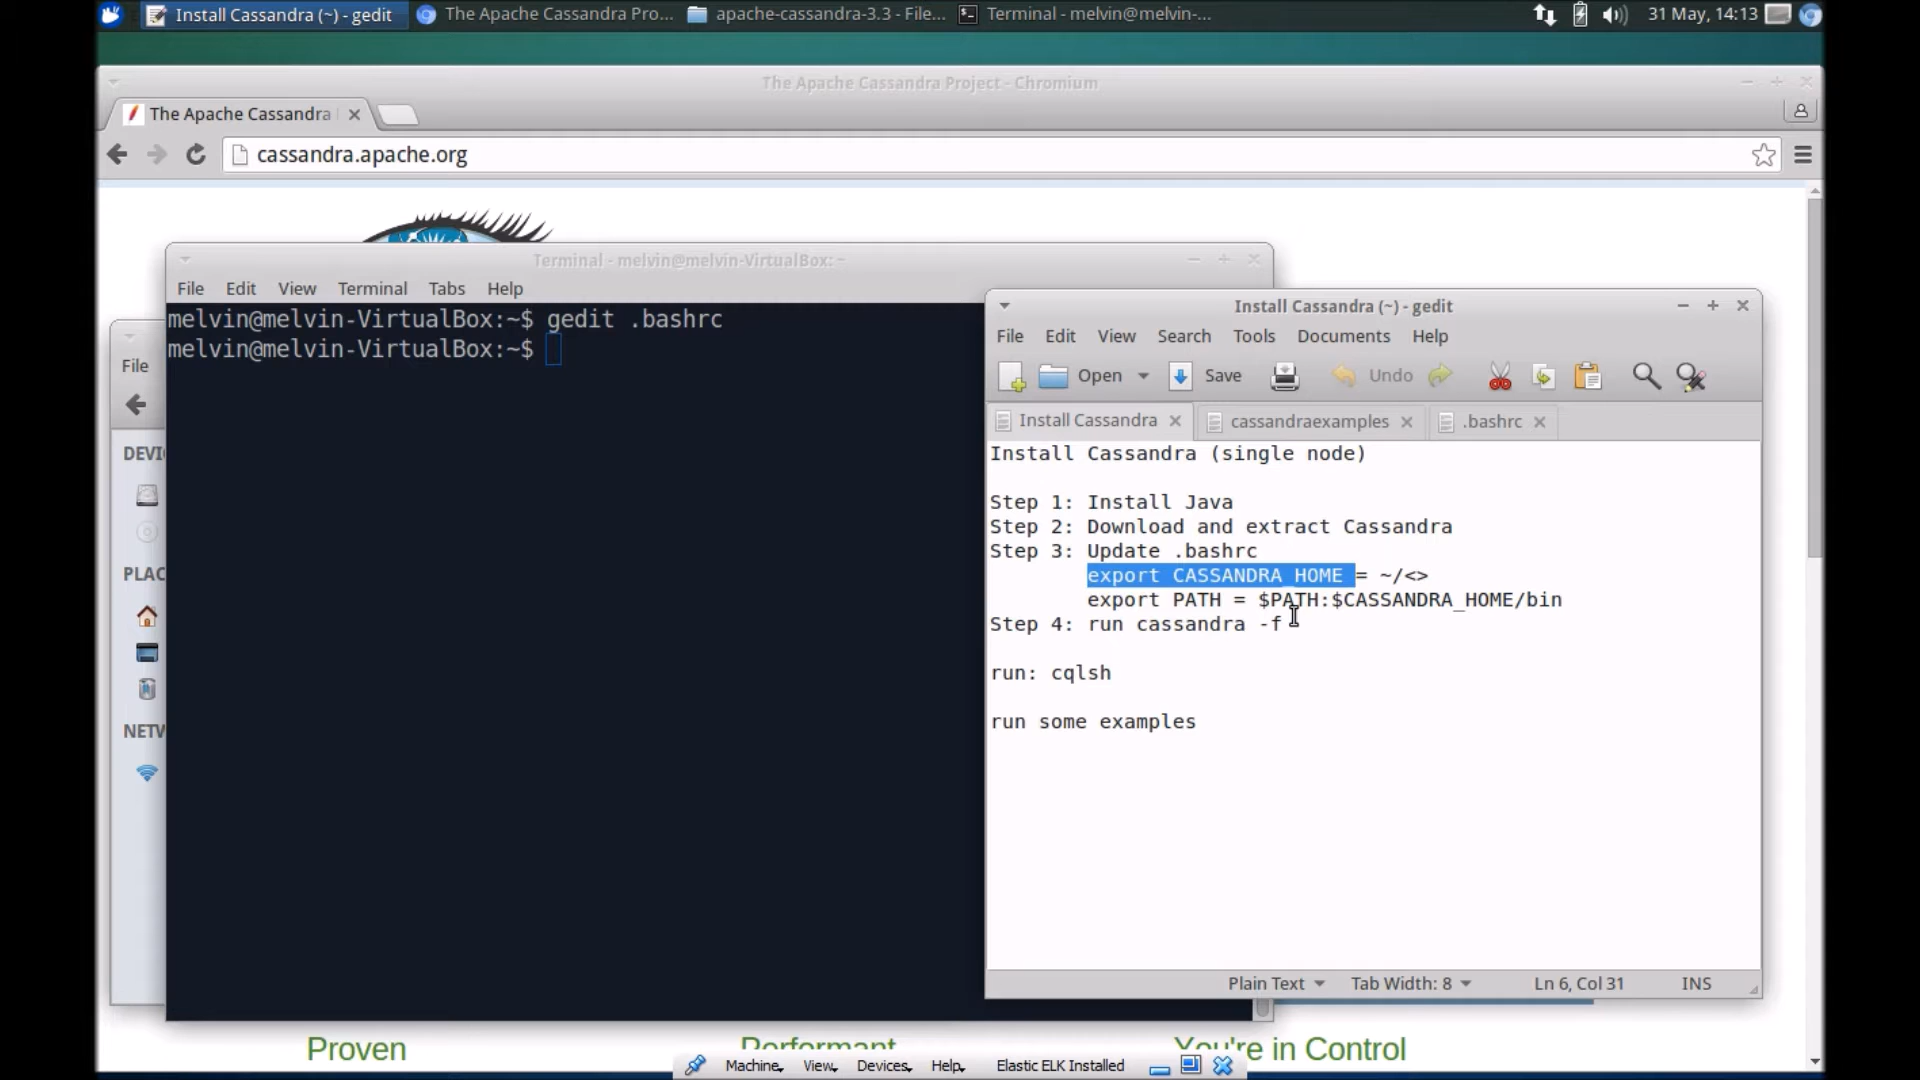 Install Cassandra (~) - gedit
The Apache Cassandra Pro...
apache-cassandra-3.3 - File...
Terminal - melvin@melvin-...
31 May, 14:13
The Apache Cassandra Project - Chromium
The Apache Cassandra
cassandra.apache.org
Terminal - melvin@melvin-VirtualBox: ~
File Edit View Terminal Tabs Help
melvin@melvin-VirtualBox:~$ gedit .bashrc
melvin@melvin-VirtualBox:~$
File
DEVI
PLAC
NETW
Install Cassandra (~) - gedit
File Edit View Search Tools Documents Help
Open Save Undo
Install Cassandra
cassandraexamples
.bashrc
Install Cassandra (single node)
Step 1: Install Java
Step 2: Download and extract Cassandra
Step 3: Update .bashrc
export CASSANDRA_HOME = ~/<>
export PATH = $PATH:$CASSANDRA_HOME/bin
Step 4: run cassandra -f
run: cqlsh
run some examples
Plain Text Tab Width: 8 Ln 6, Col 31 INS
Proven Performant You're in Control
Machine View Devices Help Elastic ELK Installed